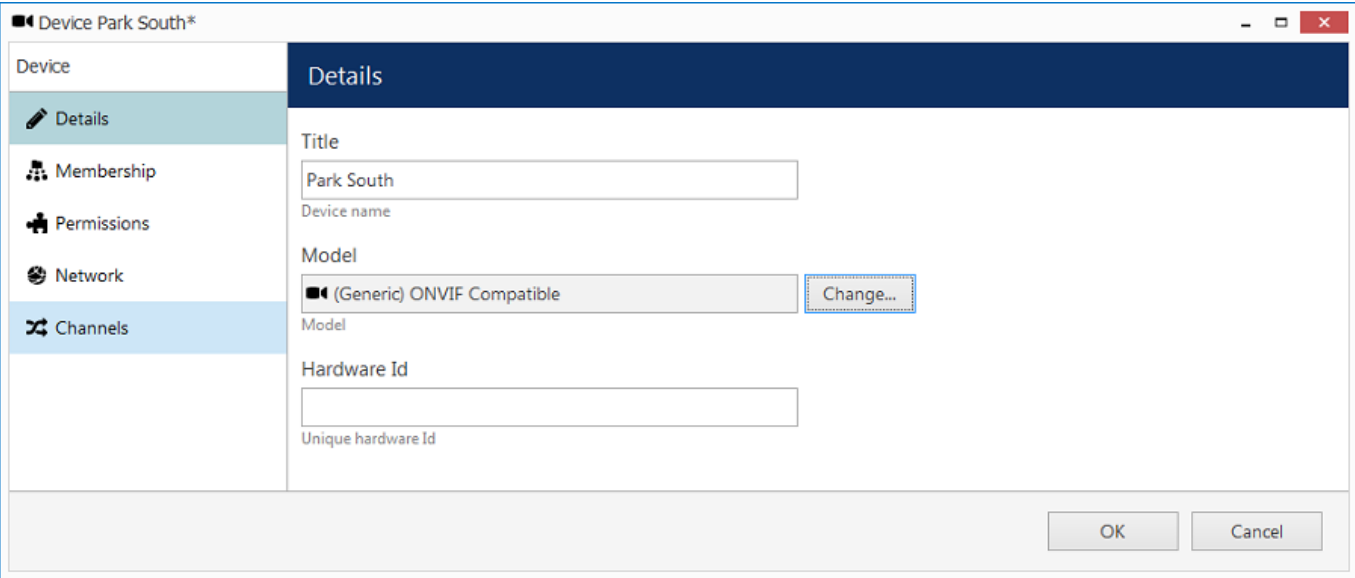 Device Park South*
Device
Details
Membership
Permissions
Network
Channels
Details
Title
Park South
Device name
Model
(Generic) ONVIF Compatible
Change...
Model
Hardware Id
Unique hardware Id
OK
Cancel